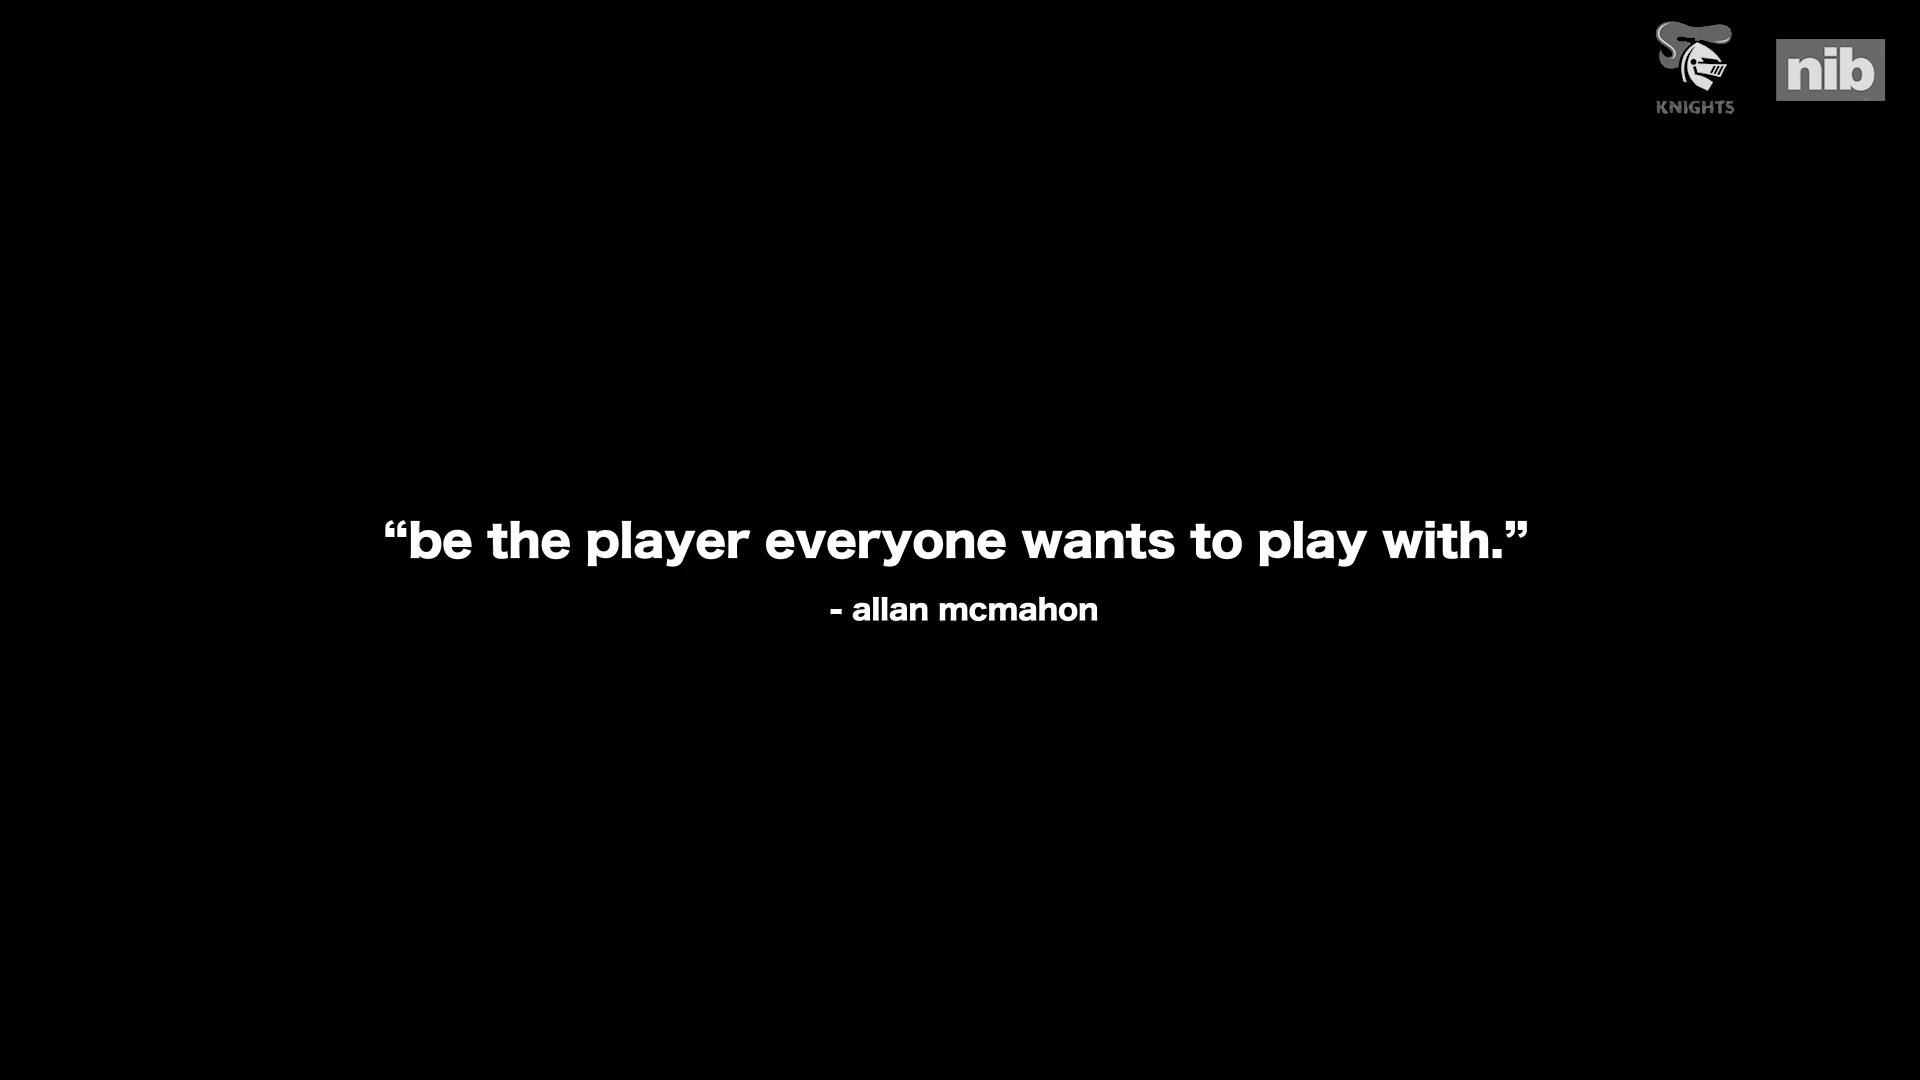 KNIGHTS
nib
“be the player everyone wants to play with.”
- allan mcmahon